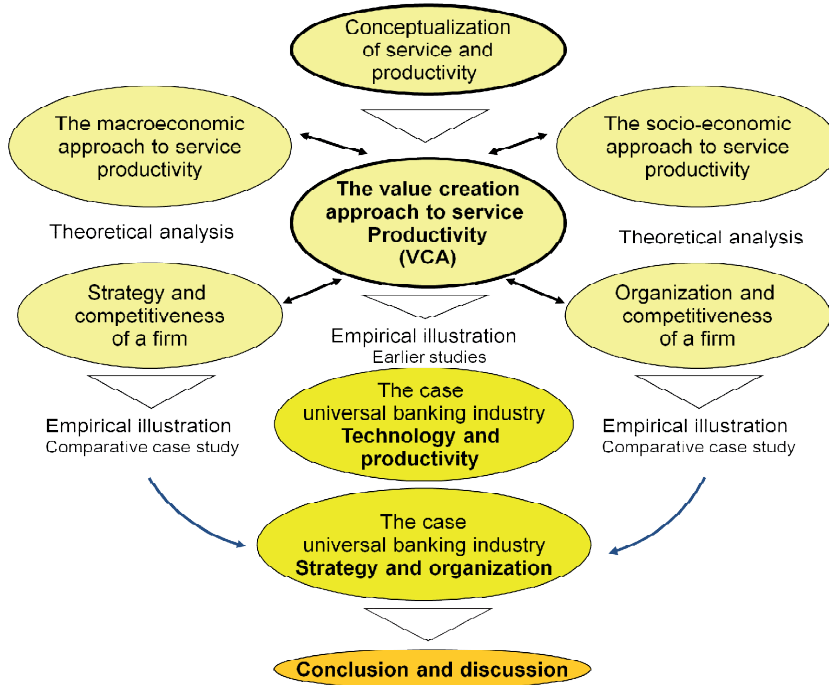 Conceptualization
of service and
productivity
The macroeconomic
approach to service
productivity
The socio-economic
approach to service
productivity
The value creation
approach to service
Productivity
(VCA)
Theoretical analysis
Theoretical analysis
Strategy and
competitiveness
of a firm
Organization and
competitiveness
of a firm
Empirical illustration
Earlier studies
The case
universal banking industry
Technology and
productivity
Empirical illustration
Comparative case study
Empirical illustration
Comparative case study
The case
universal banking industry
Strategy and organization
Conclusion and discussion